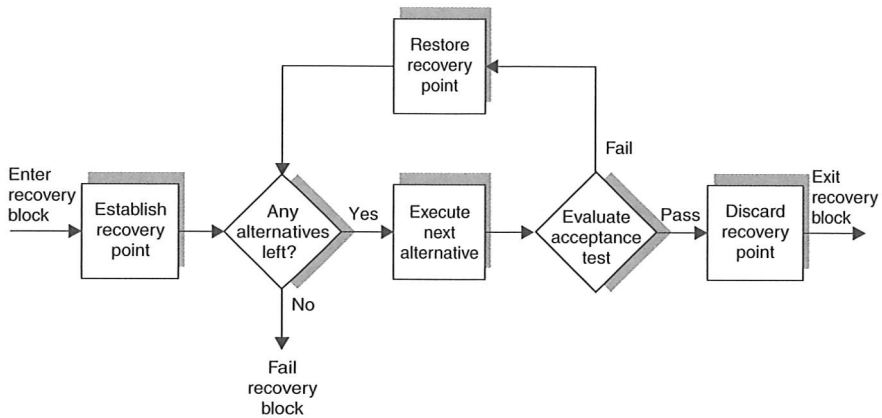 Restore
recovery
point
Fail
Enter
recovery
block
Establish
recovery
point
Any
alternatives
left?
Yes
Execute
next
alternative
Evaluate
acceptance
test
Pass
Discard
recovery
point
Exit
recovery
block
No
Fail
recovery
block